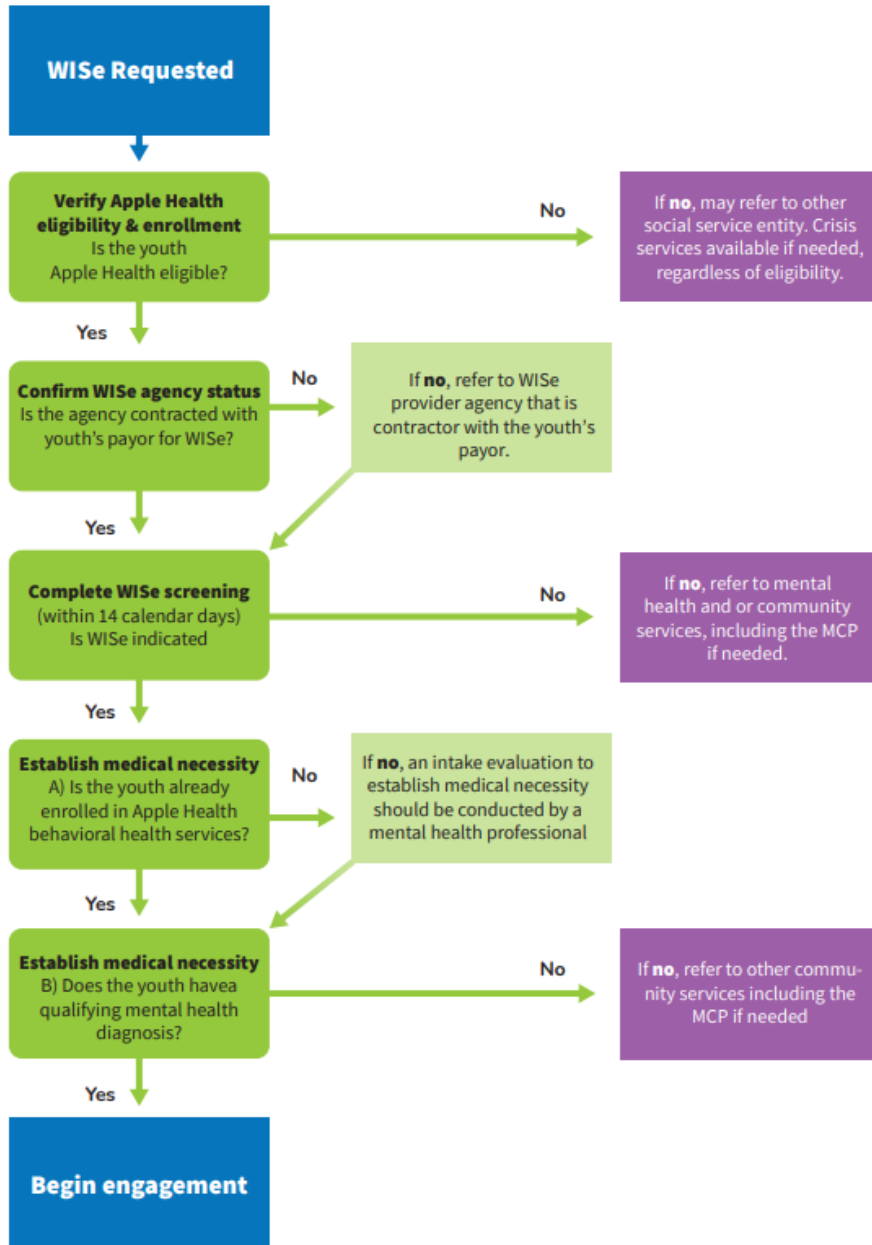 WISe Requested
Verify Apple Health
eligibility & enrollment
Is the youth
Apple Health eligible?
No
If no, may refer to other
social service entity. Crisis
services available if needed,
regardless of eligibility.
Yes
Confirm WISe agency status
Is the agency contracted with
youth's payor for WISe?
No
If no, refer to WISe
provider agency that is
contractor with the youth's
payor.
Yes
Complete WISe screening
(within 14 calendar days)
Is WISe indicated
No
If no, refer to mental
health and or community
services, including the MCP
if needed.
Yes
Establish medical necessity
A) Is the youth already
enrolled in Apple Health
behavioral health services?
No
If no, an intake evaluation to
establish medical necessity
should be conducted by a
mental health professional
Yes
Establish medical necessity
B) Does the youth havea
qualifying mental health
diagnosis?
No
If no, refer to other commu-
nity services including the
MCP if needed
Yes
Begin engagement